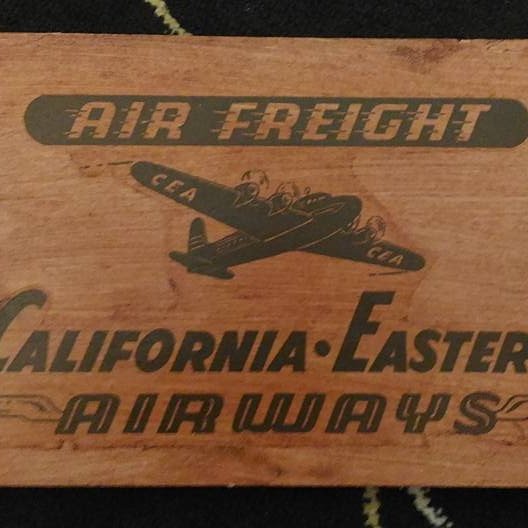 AIR FREIGHT
CEA
CEA
CALIFORNIA·EASTERN
AIRWAYS